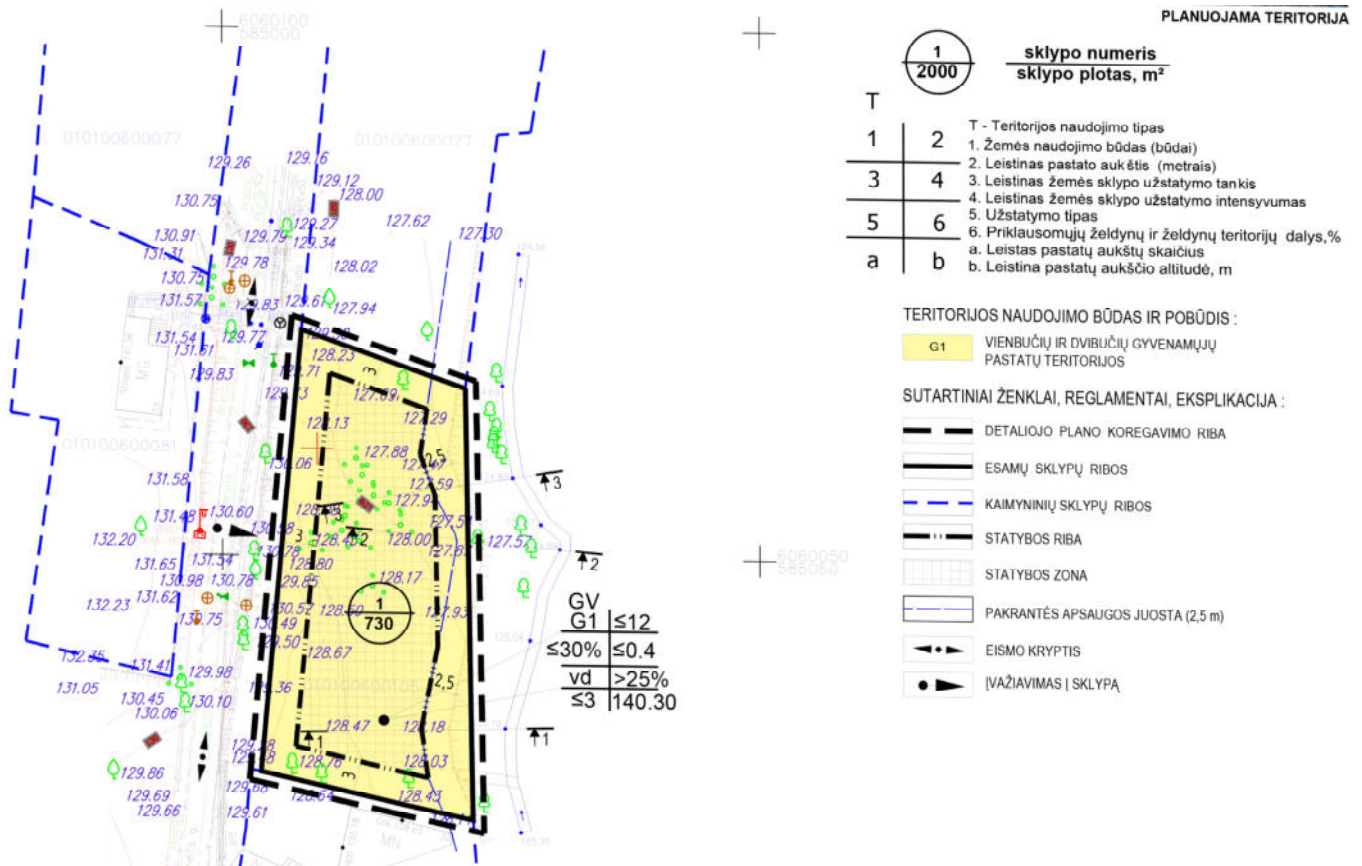 PLANUOJAMA TERITORIJA
1
2000
sklypo numeris
sklypo plotas, m²
T
1 2
3 4
5 6
a b
T - Teritorijos naudojimo tipas
1. Žemės naudojimo būdas (būdai)
2. Leistinas pastato aukštis (metrais)
3. Leistinas žemės sklypo užstatymo tankis
4. Leistinas žemės sklypo užstatymo intensyvumas
5. Užstatymo tipas
6. Priklausomųjų želdynų ir želdynų teritorijų dalys,%
a. Leistas pastatų aukštų skaičius
b. Leistina pastatų aukščio altitudė, m
TERITORIJOS NAUDOJIMO BŪDAS IR POBŪDIS :
G1
VIENBUČIŲ IR DVIBUČIŲ GYVENAMŲJŲ
PASTATŲ TERITORIJOS
SUTARTINIAI ŽENKLAI, REGLAMENTAI, EKSPLIKACIJA :
DETALIOJO PLANO KOREGAVIMO RIBA
ESAMŲ SKLYPŲ RIBOS
KAIMYNINIŲ SKLYPŲ RIBOS
STATYBOS RIBA
STATYBOS ZONA
PAKRANTĖS APSAUGOS JUOSTA (2,5 m)
EISMO KRYPTIS
ĮVAŽIAVIMAS Į SKLYPĄ
6060100
585000
010100600077
010100600077
129.26
129.16
129.12
128.00
130.75
129.27
127.62
127.30
130.91
129.79
129.34
131.31
129.78
128.02
130.75
131.57
129.83
129.61
127.94
131.54
129.77
131.61
128.23
129.83
127.89
127.29
128.13
010100600081
127.88
2,5
131.58
127.59
131.48
130.60
3
132.20
128.00
127.57
2
6060050
585050
131.65
131.54
130.78
128.80
130.98
130.78
128.17
131.62
132.23
130.75
130.57
130.49
127.93
1
730
GV
G1 ≤12
≤30% ≤0.4
vd >25%
≤3 140.30
128.67
131.41
129.98
2,5
131.05
130.45
130.10
130.06
129.36
128.47
128.18
1
128.76
128.03
129.86
129.68
128.64
128.43
129.69
129.66
129.61
3
MN